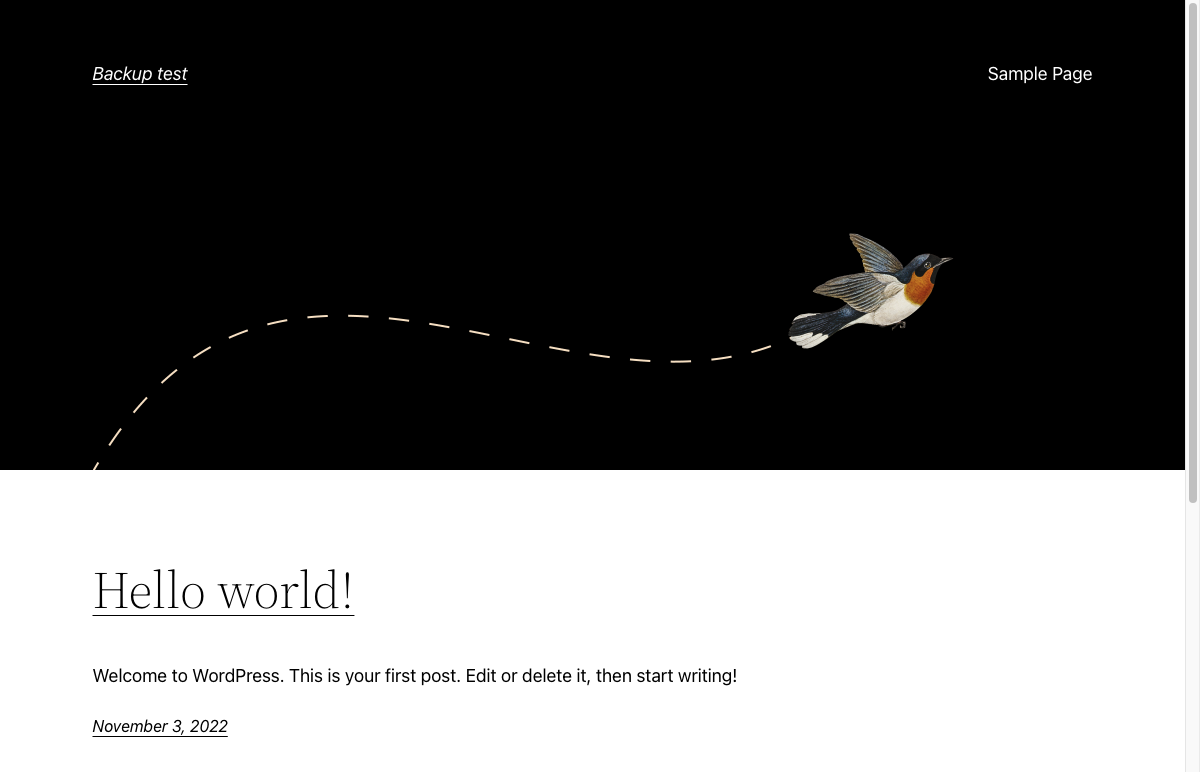 Backup test
Sample Page
Hello world!
Welcome to WordPress. This is your first post. Edit or delete it, then start writing!
November 3, 2022